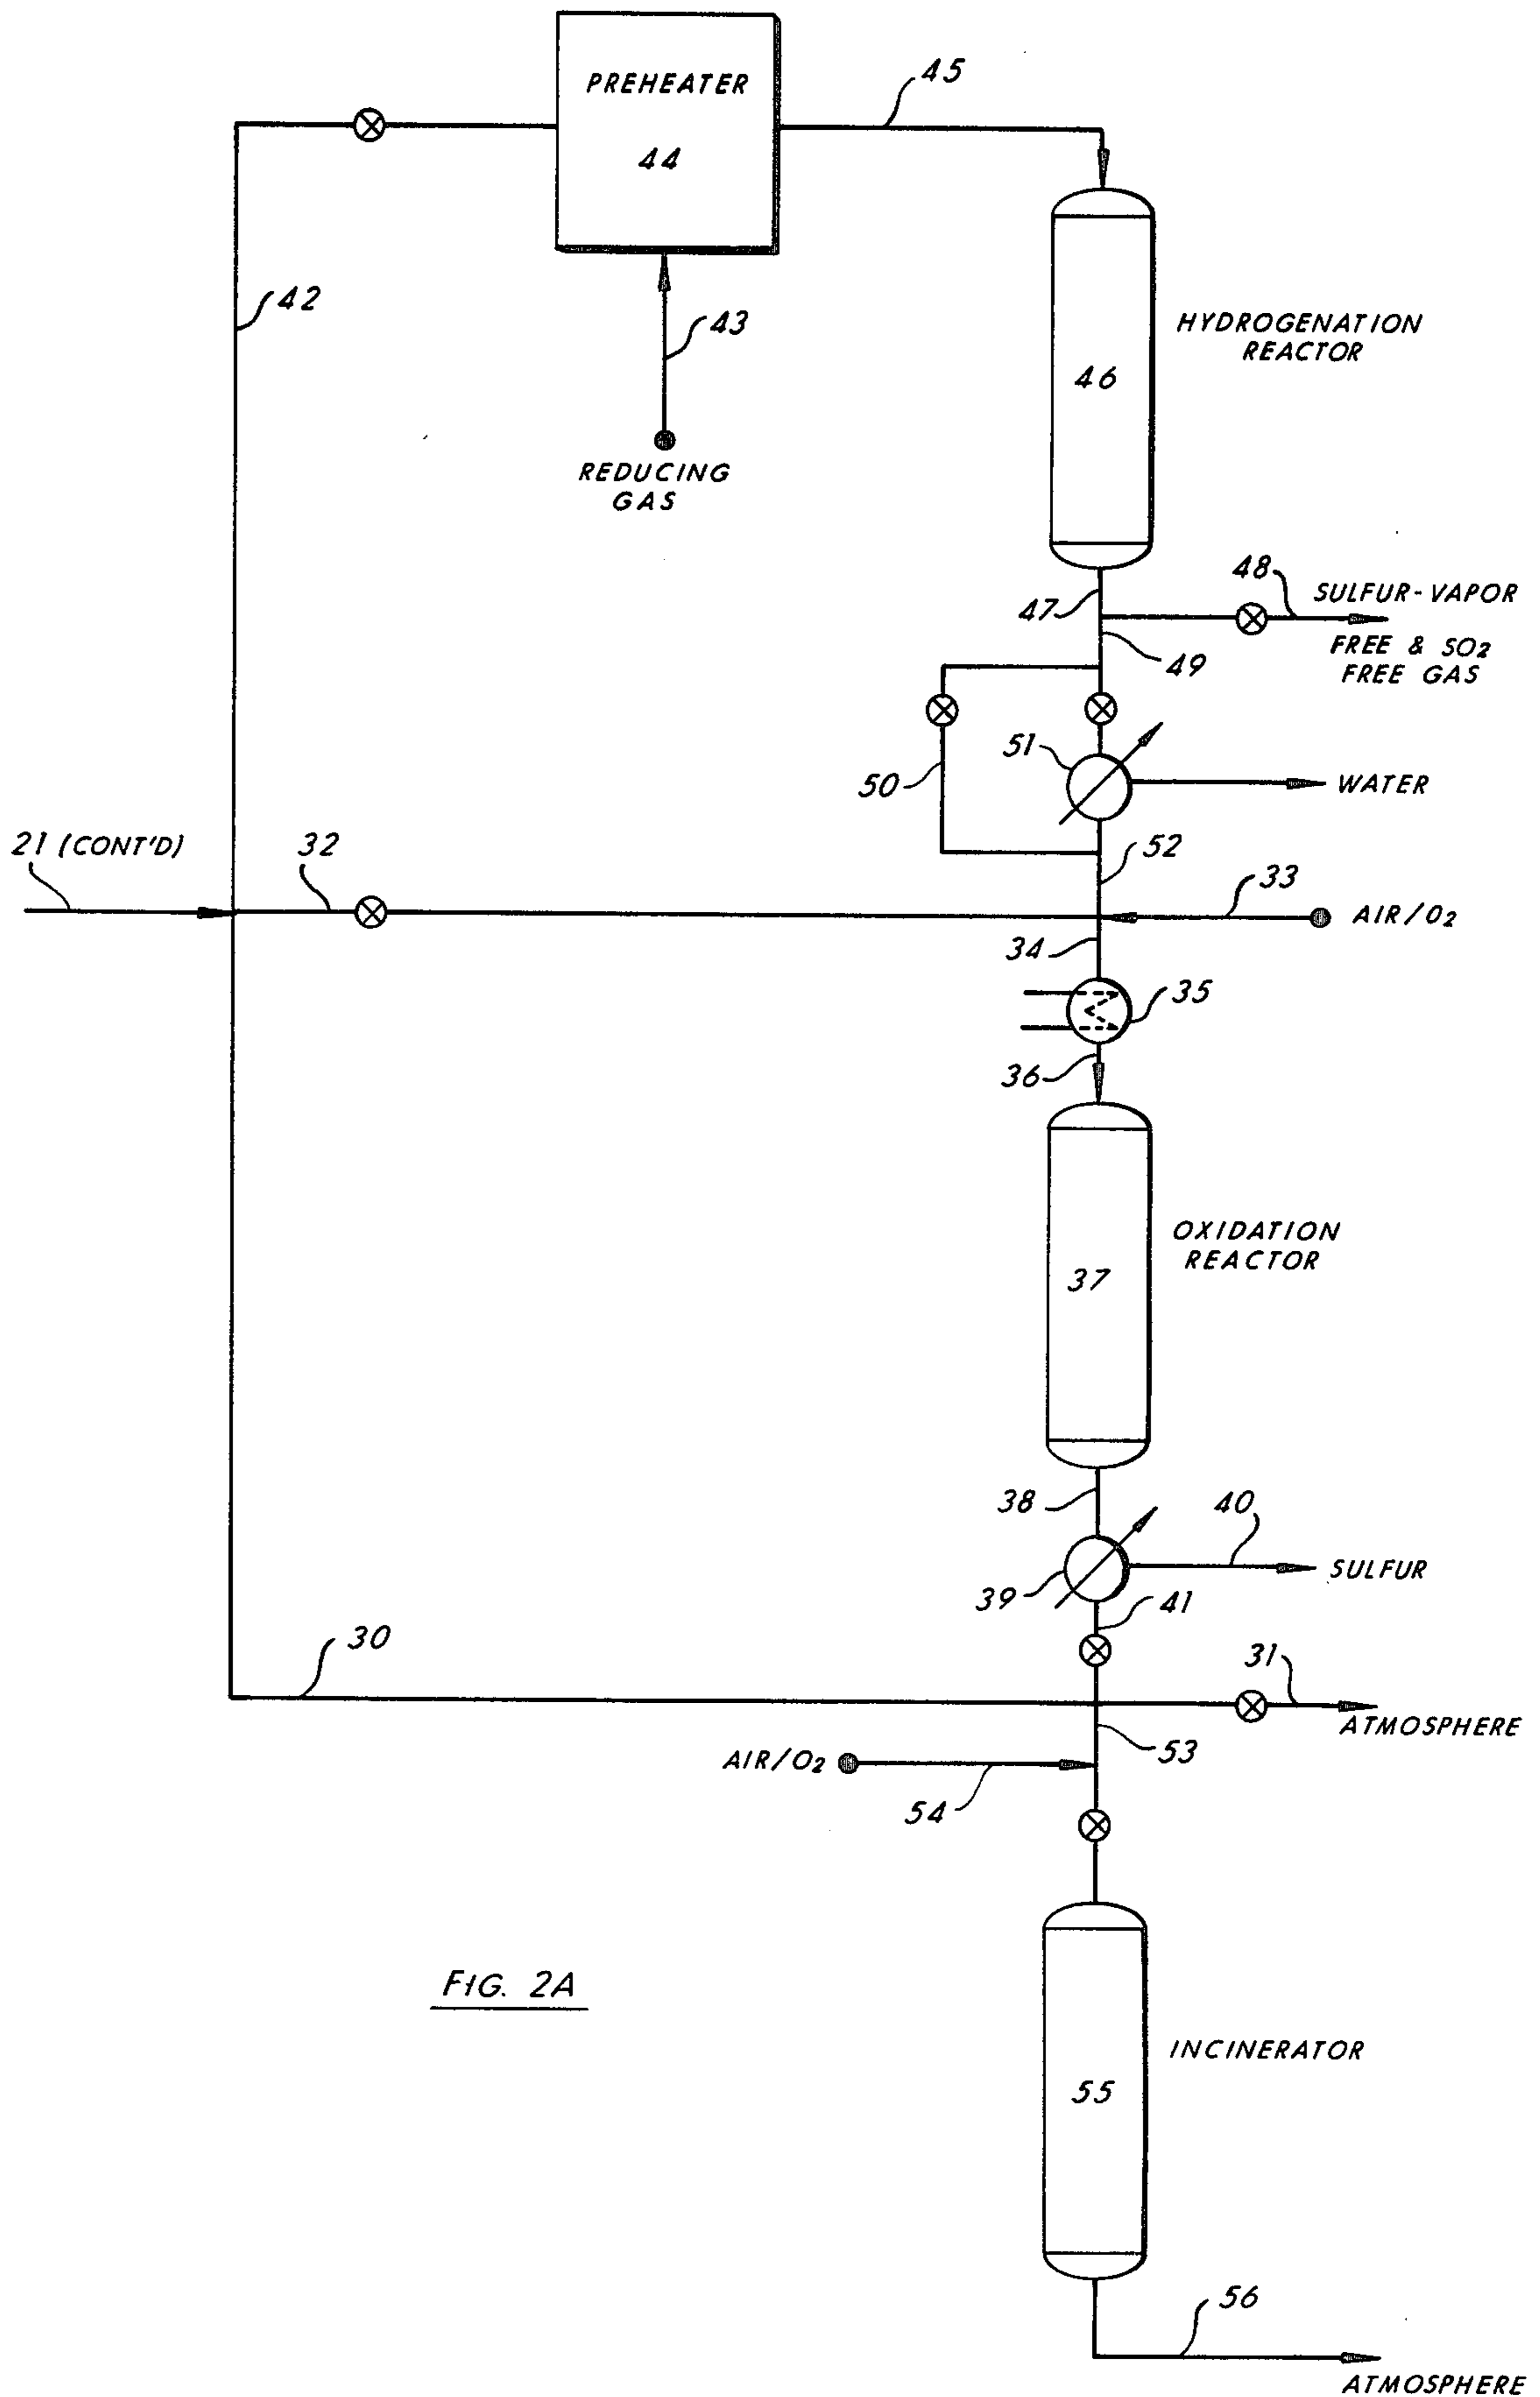 PREHEATER
44
45
42
43
HYDROGENATION
REACTOR
46
REDUCING
GAS
47
48
SULFUR-VAPOR
FREE & SO2
FREE GAS
49
51
50
WATER
21 (CONT'D)
32
52
33
AIR/O2
34
35
36
OXIDATION
REACTOR
37
38
40
39
SULFUR
41
30
31
ATMOSPHERE
53
AIR/O2
54
FIG. 2A
INCINERATOR
55
56
ATMOSPHERE